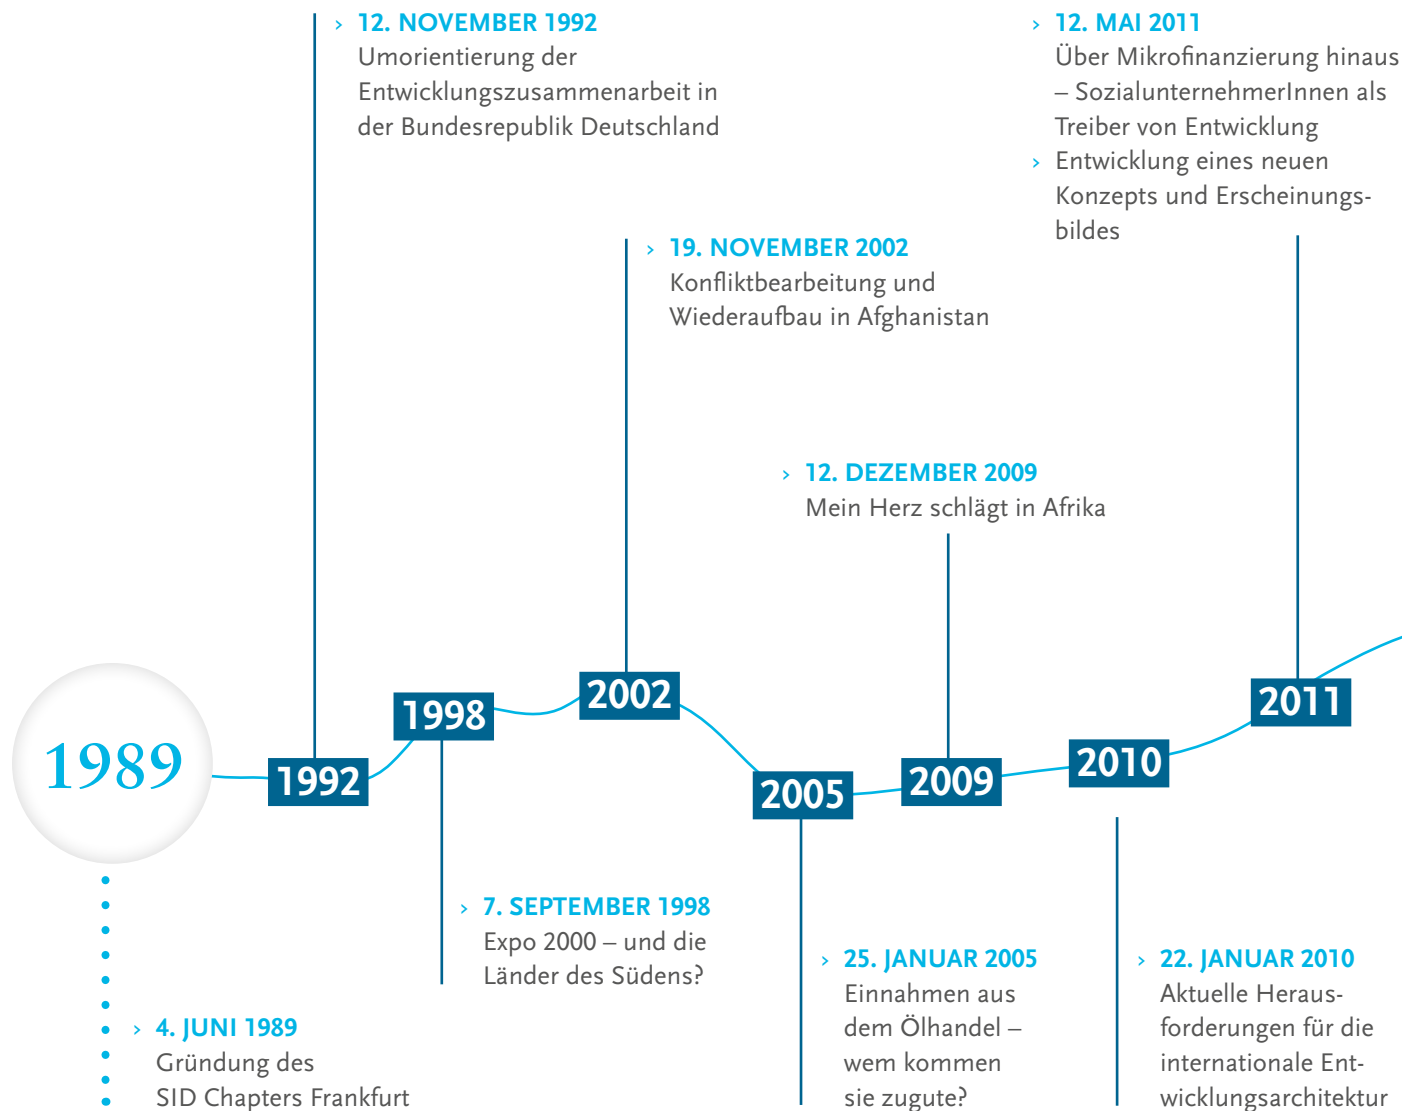 › 12. NOVEMBER 1992
Umorientierung der
Entwicklungszusammenarbeit in
der Bundesrepublik Deutschland
› 12. MAI 2011
Über Mikrofinanzierung hinaus
– SozialunternehmerInnen als
Treiber von Entwicklung
› Entwicklung eines neuen
Konzepts und Erscheinungs-
bildes
› 19. NOVEMBER 2002
Konfliktbearbeitung und
Wiederaufbau in Afghanistan
› 12. DEZEMBER 2009
Mein Herz schlägt in Afrika
1989
1992
1998
2002
2005
2009
2010
2011
› 7. SEPTEMBER 1998
Expo 2000 – und die
Länder des Südens?
› 4. JUNI 1989
Gründung des
SID Chapters Frankfurt
› 25. JANUAR 2005
Einnahmen aus
dem Ölhandel –
wem kommen
sie zugute?
› 22. JANUAR 2010
Aktuelle Heraus-
forderungen für die
internationale Ent-
wicklungsarchitektur